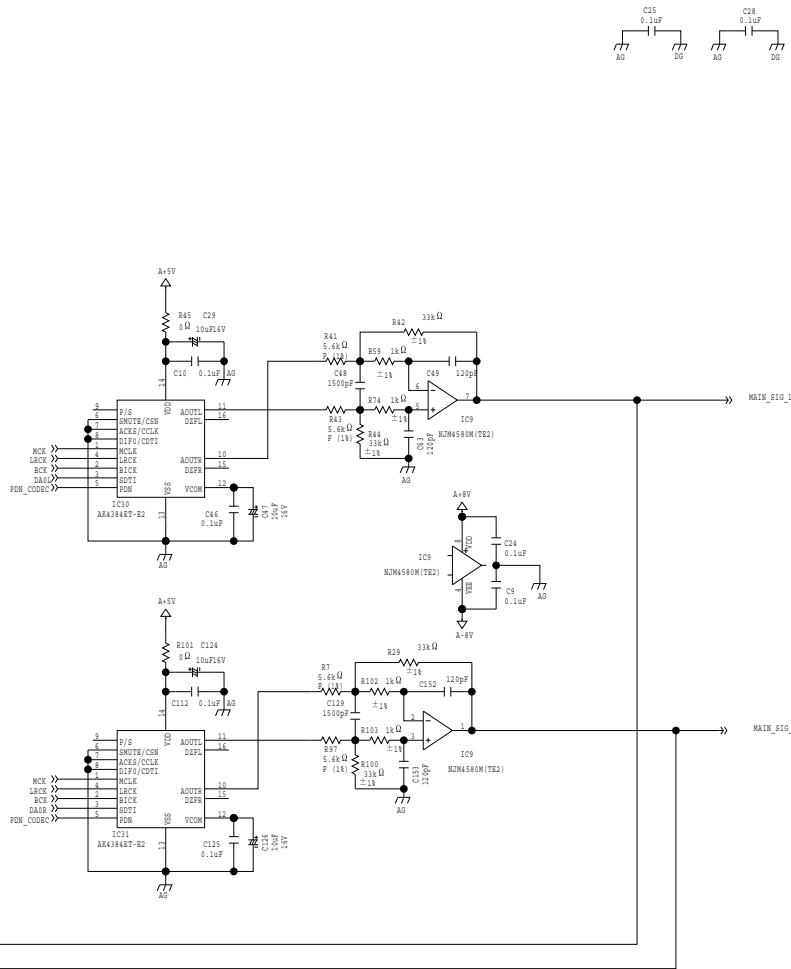 C25
0.1uF
AG
DG
C28
0.1uF
AG
DG
A+5V
R45
0Ω
C29
10uF16V
C10
0.1uF
AG
14
9
6
7
8
1
4
2
3
5
P/S
SMUTE/CSN
ACKS/CCLK
DIF0/CDTI
MCLK
LRCK
BICK
SDTI
PDN
VDD
VSS
AOUTL
DZFL
AOUTR
DZFR
VCOM
11
16
10
15
12
13
MCK
LRCK
BCK
DA0L
PDN_CODEC
IC30
AK4384ET-E2
C46
0.1uF
C47
10uF
16V
AG
R41
5.6kΩ
F (1%)
C48
1500pF
R43
5.6kΩ
F (1%)
R42
33kΩ
±1%
R59
1kΩ
±1%
R74
1kΩ
±1%
R44
33kΩ
±1%
C49
120pF
C63
120pF
AG
6
5
7
IC9
NJM4580M(TE2)
MAIN_SIG_L
A+8V
8
VDD
IC9
NJM4580M(TE2)
4
VEE
C24
0.1uF
C9
0.1uF
AG
A-8V
A+5V
R101
0Ω
C124
10uF16V
C112
0.1uF
AG
14
9
6
7
8
1
4
2
3
5
P/S
SMUTE/CSN
ACKS/CCLK
DIF0/CDTI
MCLK
LRCK
BICK
SDTI
PDN
VDD
VSS
AOUTL
DZFL
AOUTR
DZFR
VCOM
11
16
10
15
12
13
MCK
LRCK
BCK
DA0R
PDN_CODEC
IC31
AK4384ET-E2
C125
0.1uF
C126
10uF
16V
AG
R7
5.6kΩ
F (1%)
C129
1500pF
R97
5.6kΩ
F (1%)
R29
33kΩ
±1%
R102
1kΩ
±1%
R103
1kΩ
±1%
R100
33kΩ
±1%
C152
120pF
C153
120pF
AG
2
3
1
IC9
NJM4580M(TE2)
MAIN_SIG_